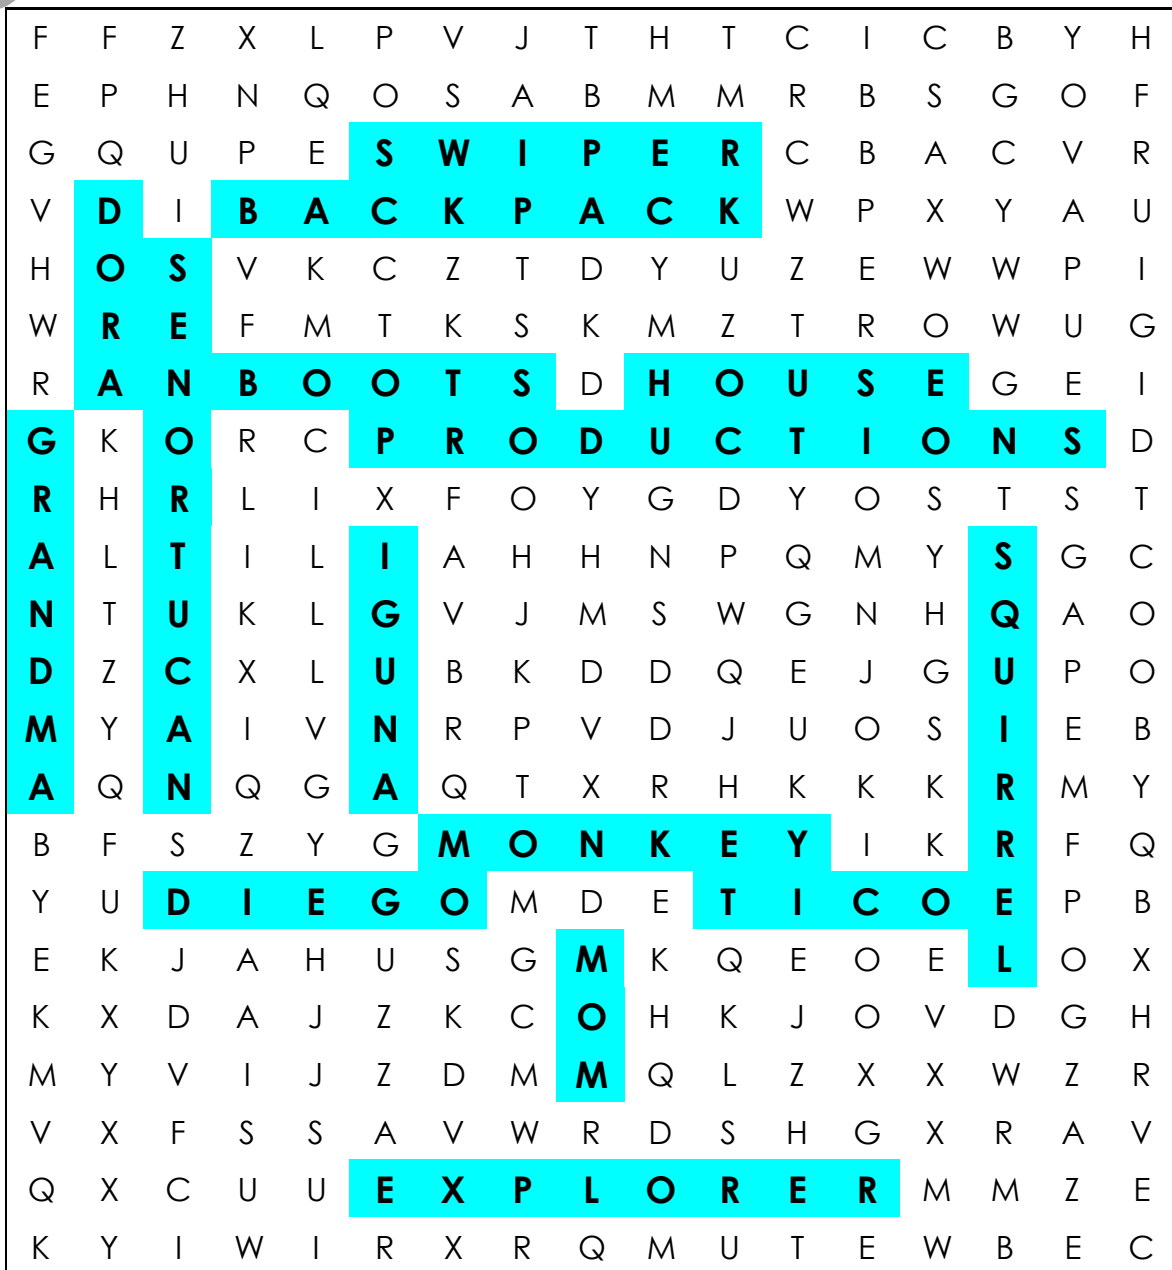 F F Z X L P V J T H T C I C B Y H
E P H N Q O S A B M M R B S G O F
G Q U P E S W I P E R C B A C V R
V D I B A C K P A C K W P X Y A U
H O S V K C Z T D Y U Z E W W P I
W R E F M T K S K M Z T R O W U G
R A N B O O T S D H O U S E G E I
G K O R C P R O D U C T I O N S D
R H R L I X F O Y G D Y O S T S T
A L T I L I A H H N P Q M Y S G C
N T U K L G V J M S W G N H Q A O
D Z C X L U B K D D Q E J G U P O
M Y A I V N R P V D J U O S I E B
A Q N Q G A Q T X R H K K K R M Y
B F S Z Y G M O N K E Y I K R F Q
Y U D I E G O M D E T I C O E P B
E K J A H U S G M K Q E O E L O X
K X D A J Z K C O H K J O V D G H
M Y V I J Z D M M Q L Z X X W Z R
V X F S S A V W R D S H G X R A V
Q X C U U E X P L O R E R M M Z E
K Y I W I R X R Q M U T E W B E C